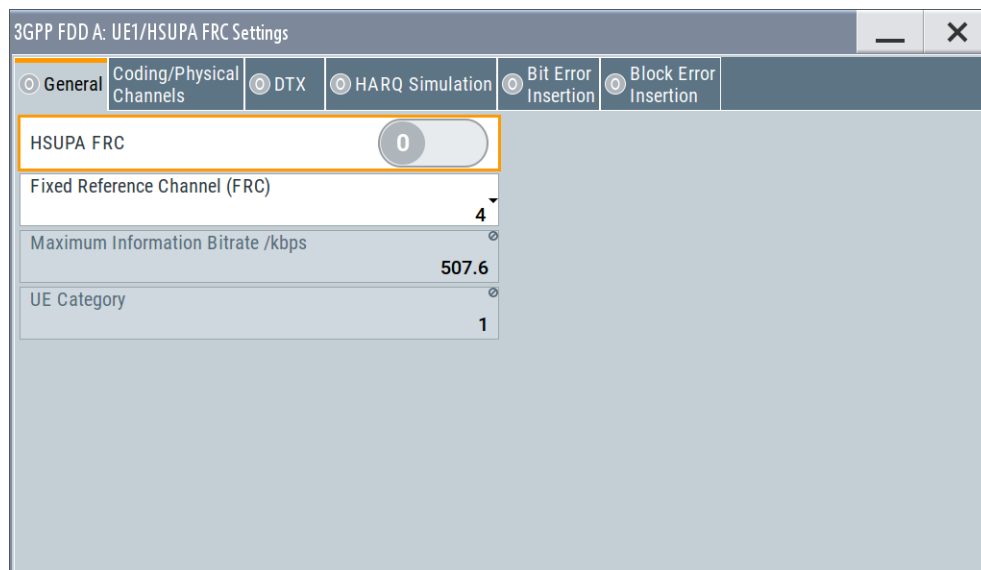 3GPP FDD A: UE1/HSUPA FRC Settings
General
Coding/Physical
Channels
DTX
HARQ Simulation
Bit Error
Insertion
Block Error
Insertion
HSUPA FRC
0
Fixed Reference Channel (FRC)
4
Maximum Information Bitrate /kbps
507.6
UE Category
1